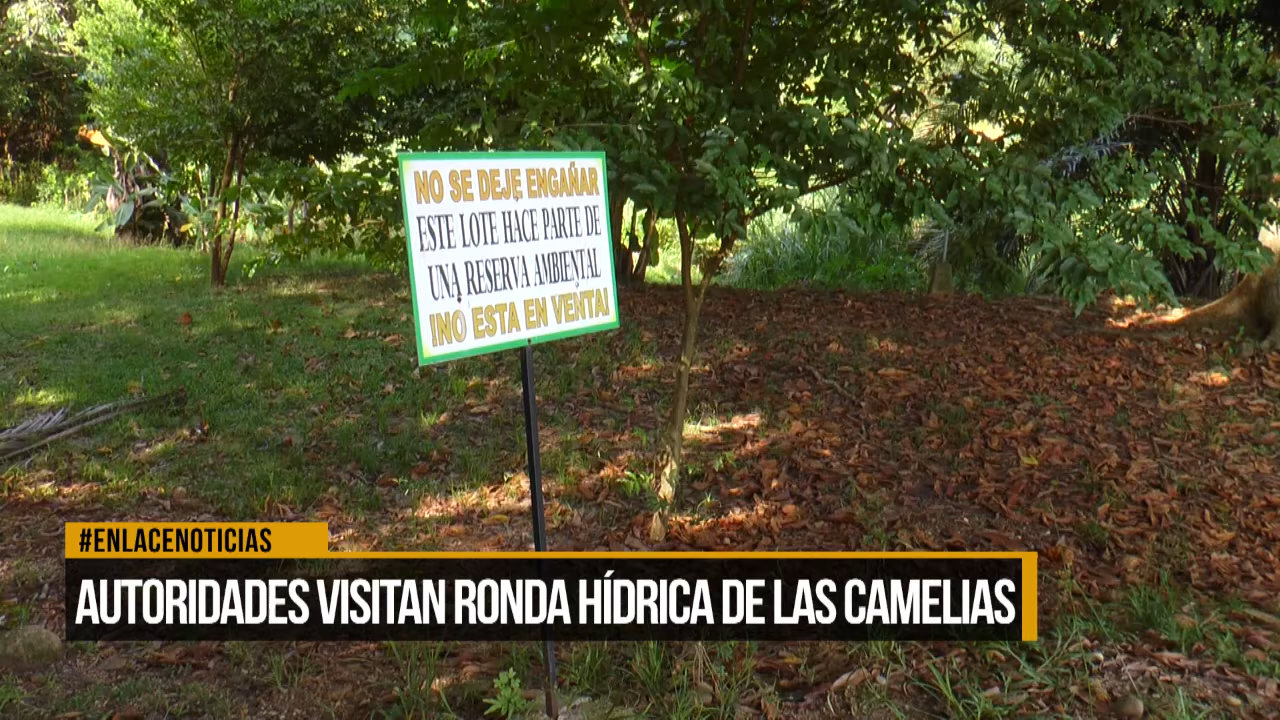 NO SE DEJE ENGAÑAR
ESTE LOTE HACE PARTE DE
UNA RESERVA AMBIENTAL
¡NO ESTA EN VENTA!
#ENLACENOTICIAS
AUTORIDADES VISITAN RONDA HÍDRICA DE LAS CAMELIAS